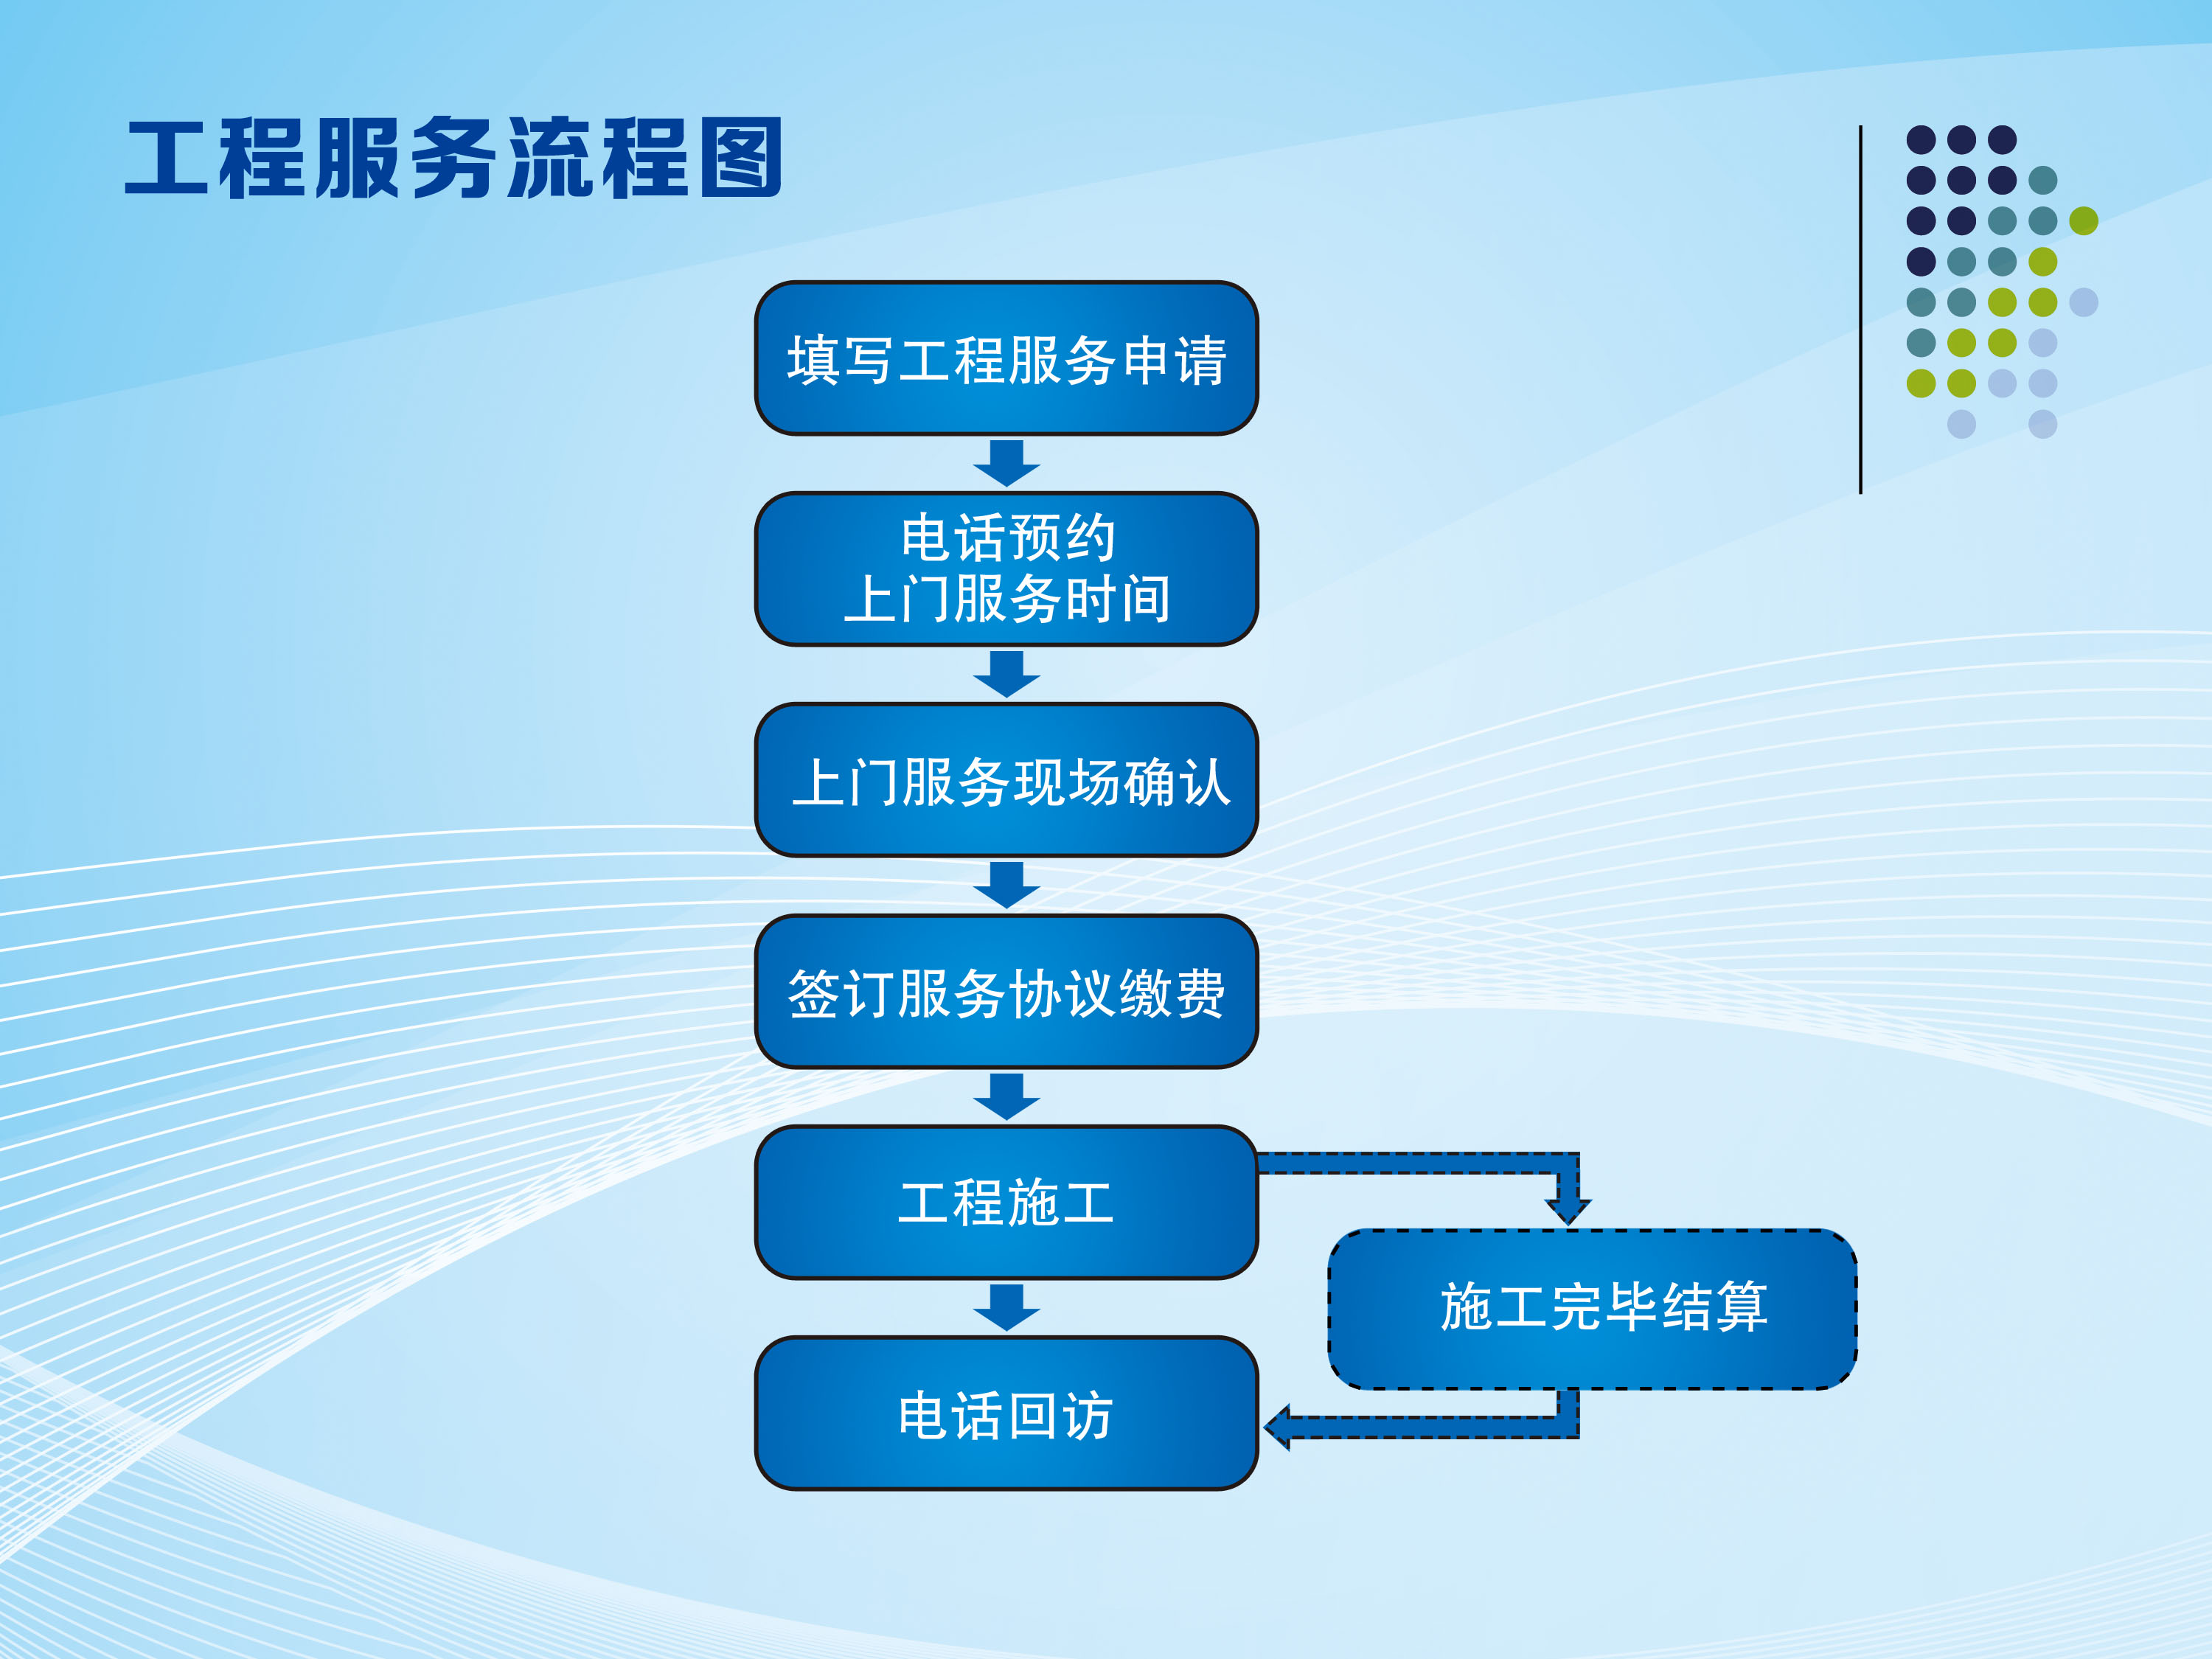 工程服务流程图
填写工程服务申请
电话预约
上门服务时间
上门服务现场确认
签订服务协议缴费
工程施工
施工完毕结算
电话回访